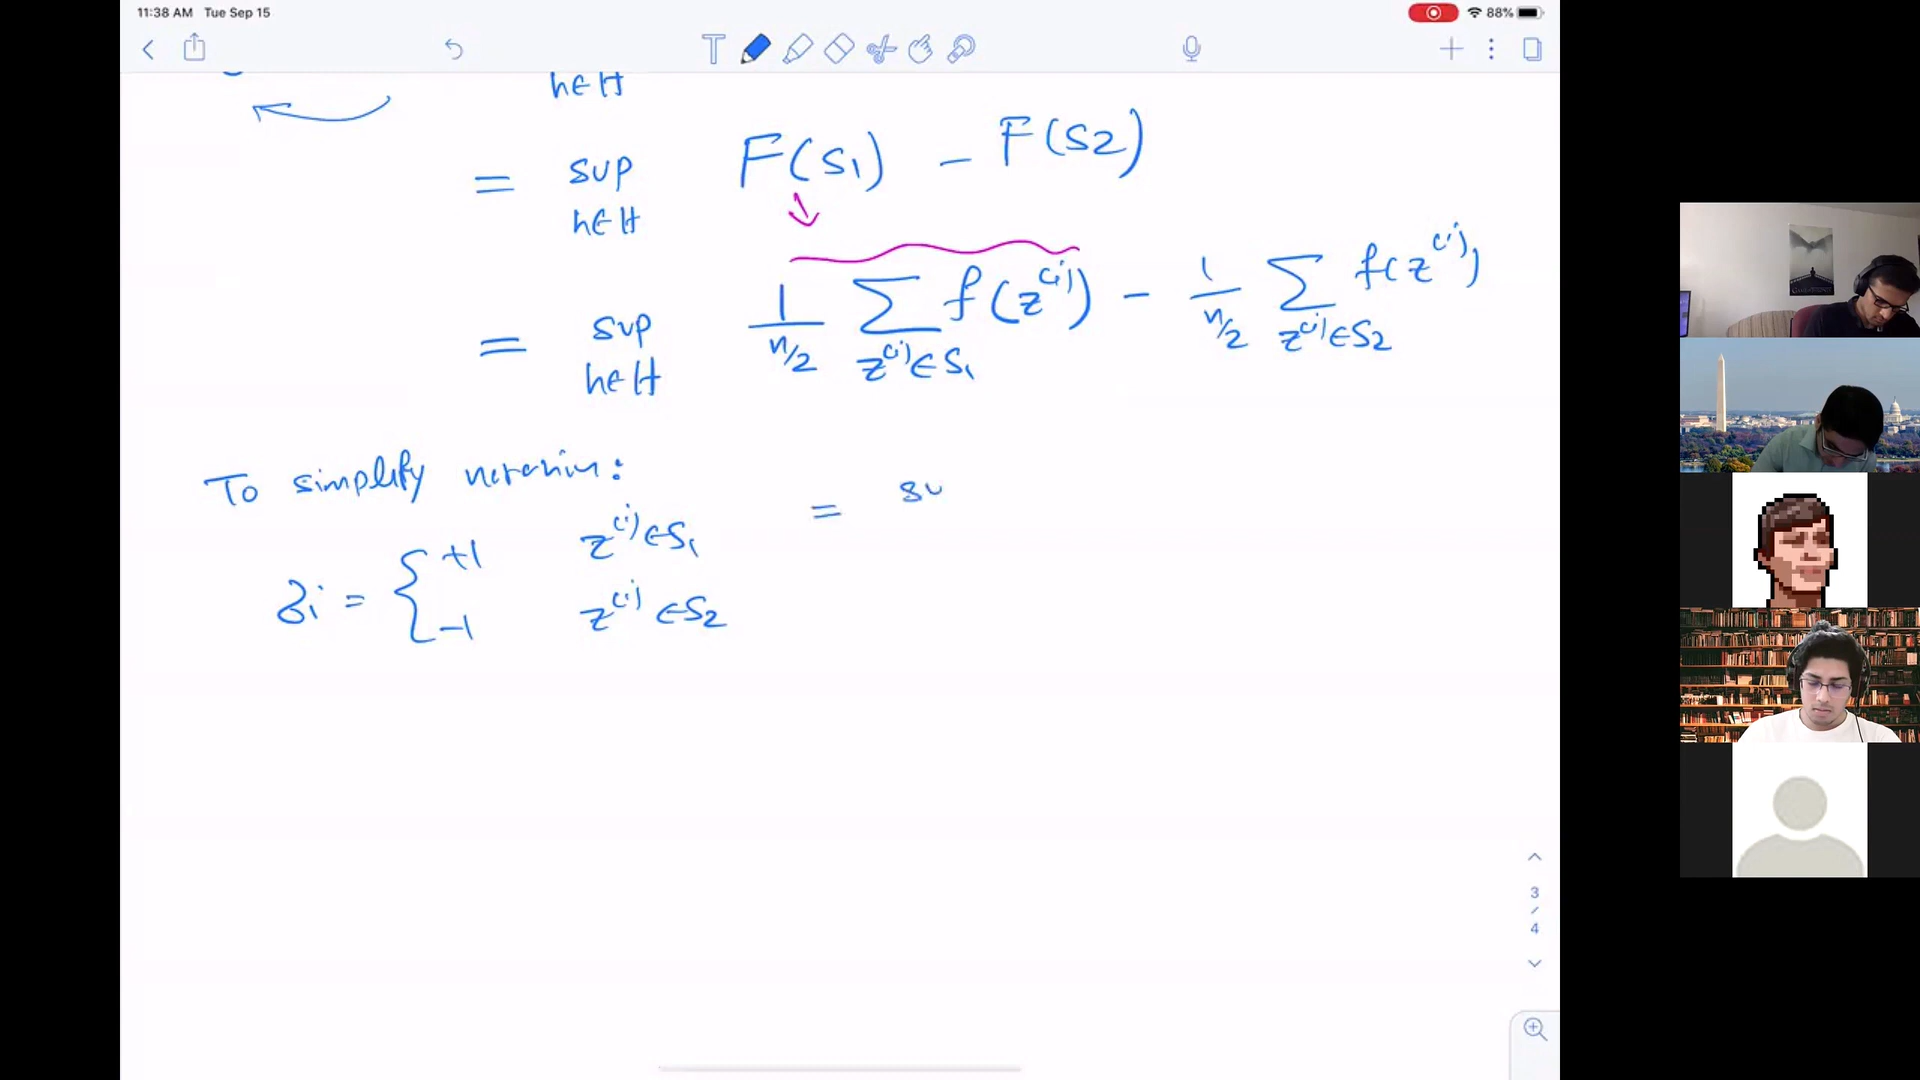 11:38 AM Tue Sep 15
88%
T
h∈H
= sup F(S1) - F(S2)
h∈H
= sup 1/(n/2) Σ f(z^(i)) - 1/(n/2) Σ f(z^(i))
h∈H z^(i)∈S1 z^(i)∈S2
To simplify notation:
= su
σi = { +1 z^(i)∈S1
-1 z^(i)∈S2
3
/
4